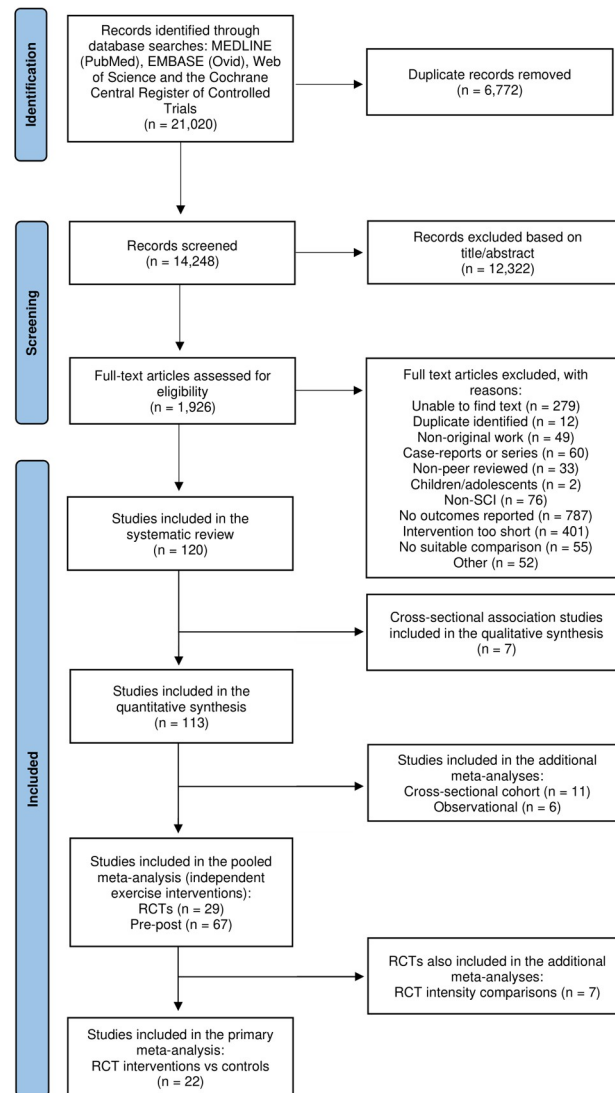 Identification
Records identified through
database searches: MEDLINE
(PubMed), EMBASE (Ovid), Web
of Science and the Cochrane
Central Register of Controlled
Trials
(n = 21,020)
Duplicate records removed
(n = 6,772)
Screening
Records screened
(n = 14,248)
Records excluded based on
title/abstract
(n = 12,322)
Full-text articles assessed for
eligibility
(n = 1,926)
Full text articles excluded, with
reasons:
Unable to find text (n = 279)
Duplicate identified (n = 12)
Non-original work (n = 49)
Case-reports or series (n = 60)
Non-peer reviewed (n = 33)
Children/adolescents (n = 2)
Non-SCI (n = 76)
No outcomes reported (n = 787)
Intervention too short (n = 401)
No suitable comparison (n = 55)
Other (n = 52)
Included
Studies included in the
systematic review
(n = 120)
Cross-sectional association studies
included in the qualitative synthesis
(n = 7)
Studies included in the
quantitative synthesis
(n = 113)
Studies included in the additional
meta-analyses:
Cross-sectional cohort (n = 11)
Observational (n = 6)
Studies included in the pooled
meta-analysis (independent
exercise interventions):
RCTs (n = 29)
Pre-post (n = 67)
RCTs also included in the additional
meta-analyses:
RCT intensity comparisons (n = 7)
Studies included in the primary
meta-analysis:
RCT interventions vs controls
(n = 22)